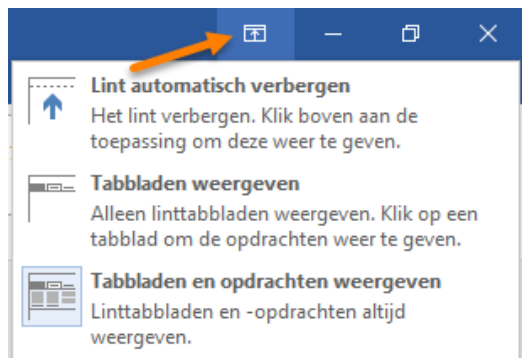 Lint automatisch verbergen
Het lint verbergen. Klik boven aan de
toepassing om deze weer te geven.
Tabbladen weergeven
Alleen linttabbladen weergeven. Klik op een
tabblad om de opdrachten weer te geven.
Tabbladen en opdrachten weergeven
Linttabbladen en -opdrachten altijd
weergeven.